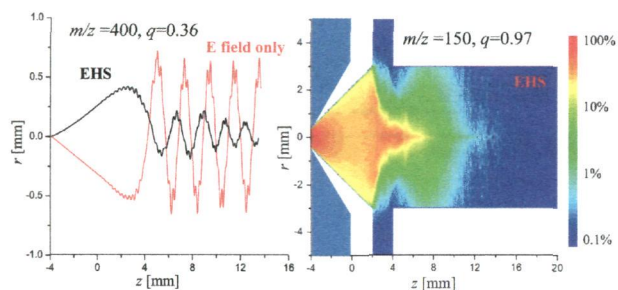 m/z =400, q=0.36
E field only
EHS
r [mm]
1.0
0.5
0.0
-0.5
-1.0
-4 0 4 8 12 16
z [mm]
m/z =150, q=0.97
EHS
r [mm]
4
2
0
-2
-4
-4 0 4 8 12 16 20
z [mm]
100%
10%
1%
0.1%